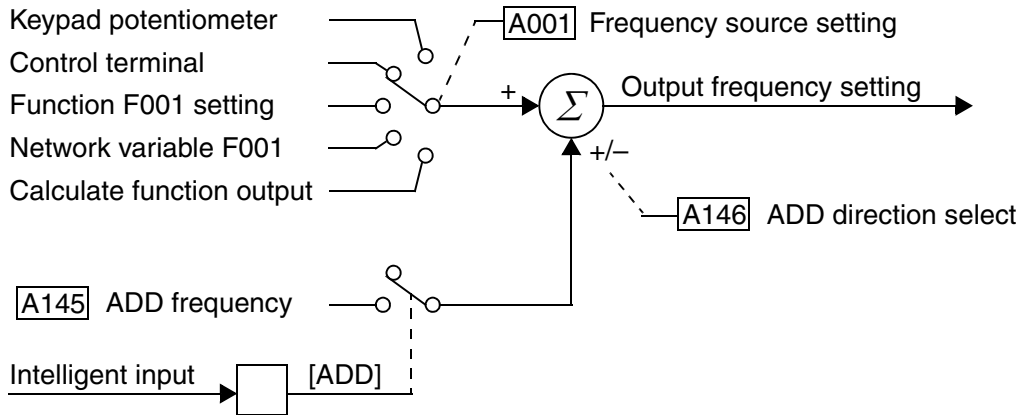 Keypad potentiometer
A001 Frequency source setting
Control terminal
Function F001 setting
+
Σ
Output frequency setting
Network variable F001
+/–
Calculate function output
A146 ADD direction select
A145 ADD frequency
Intelligent input
[ADD]